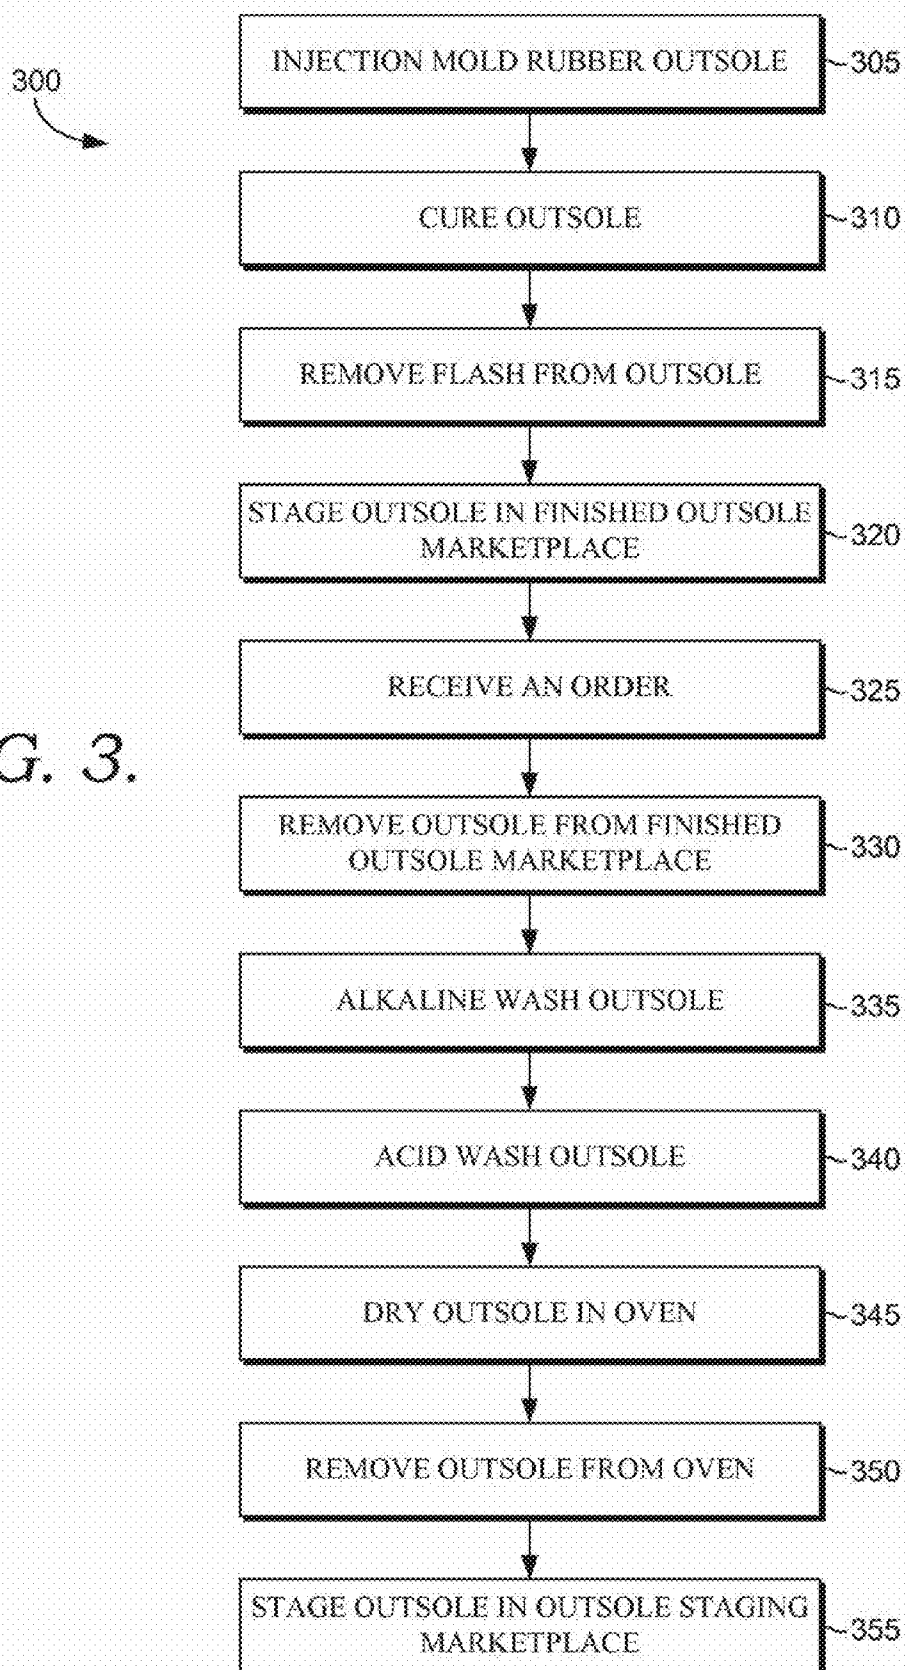 300
INJECTION MOLD RUBBER OUTSOLE
305
CURE OUTSOLE
310
REMOVE FLASH FROM OUTSOLE
315
STAGE OUTSOLE IN FINISHED OUTSOLE
MARKETPLACE
320
RECEIVE AN ORDER
325
G. 3.
REMOVE OUTSOLE FROM FINISHED
OUTSOLE MARKETPLACE
330
ALKALINE WASH OUTSOLE
335
ACID WASH OUTSOLE
340
DRY OUTSOLE IN OVEN
345
REMOVE OUTSOLE FROM OVEN
350
STAGE OUTSOLE IN OUTSOLE STAGING
MARKETPLACE
355